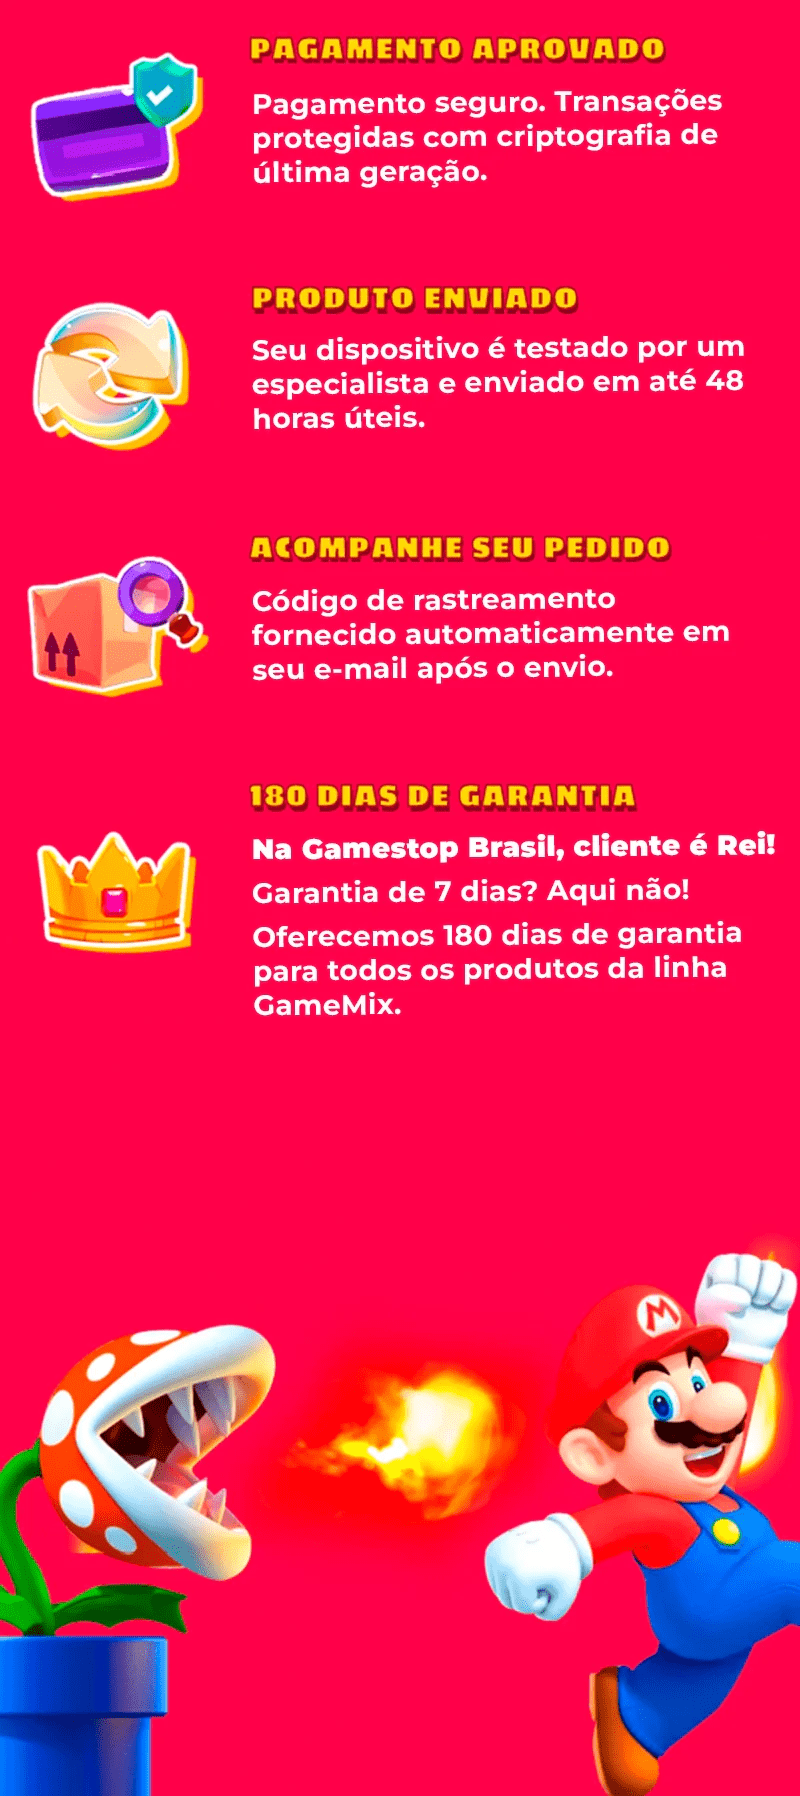 PAGAMENTO APROVADO
Pagamento seguro. Transações
protegidas com criptografia de
última geração.
PRODUTO ENVIADO
Seu dispositivo é testado por um
especialista e enviado em até 48
horas úteis.
ACOMPANHE SEU PEDIDO
Código de rastreamento
fornecido automaticamente em
seu e-mail após o envio.
180 DIAS DE GARANTIA
Na Gamestop Brasil, cliente é Rei!
Garantia de 7 dias? Aqui não!
Oferecemos 180 dias de garantia
para todos os produtos da linha
GameMix.
M